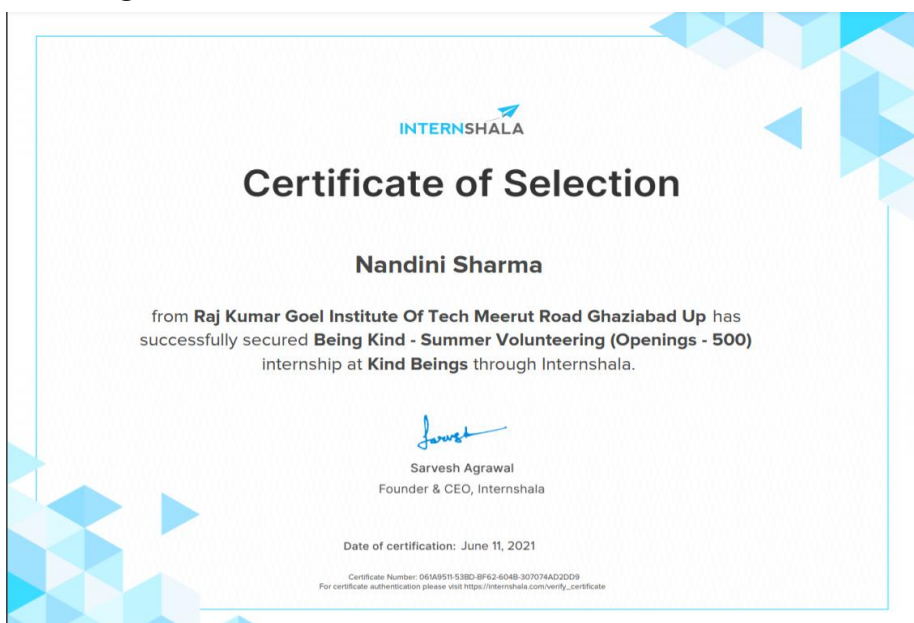 INTERNSHALA
Certificate of Selection
Nandini Sharma
from Raj Kumar Goel Institute Of Tech Meerut Road Ghaziabad Up has
successfully secured Being Kind - Summer Volunteering (Openings - 500)
internship at Kind Beings through Internshala.
Sarvesh Agrawal
Founder & CEO, Internshala
Date of certification: June 11, 2021
Certificate Number: 061A9511-53BD-BF62-604B-307074AD2DD9
For certificate authentication please visit https://internshala.com/verify_certificate